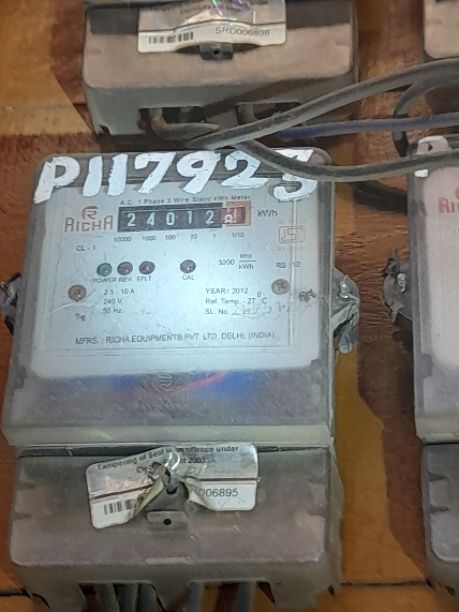 SRD006898
P117923
A.C. 1 Phase 2 Wire Static kWh Meter
RICHA
24012
kWh
10000 1000 100 10 1 1/10
CL - 1
3200 imp/kWh
POWER REV EFLT CAL
2.5 - 10 A
240 V
50 Hz.
YEAR: 2012
Ref. Temp. - 27 °C
SL. No.
MFRS. : RICHA EQUIPMENTS PVT. LTD, DELHI, (INDIA)
Tampering of Seal is an offence under
2003
D006895